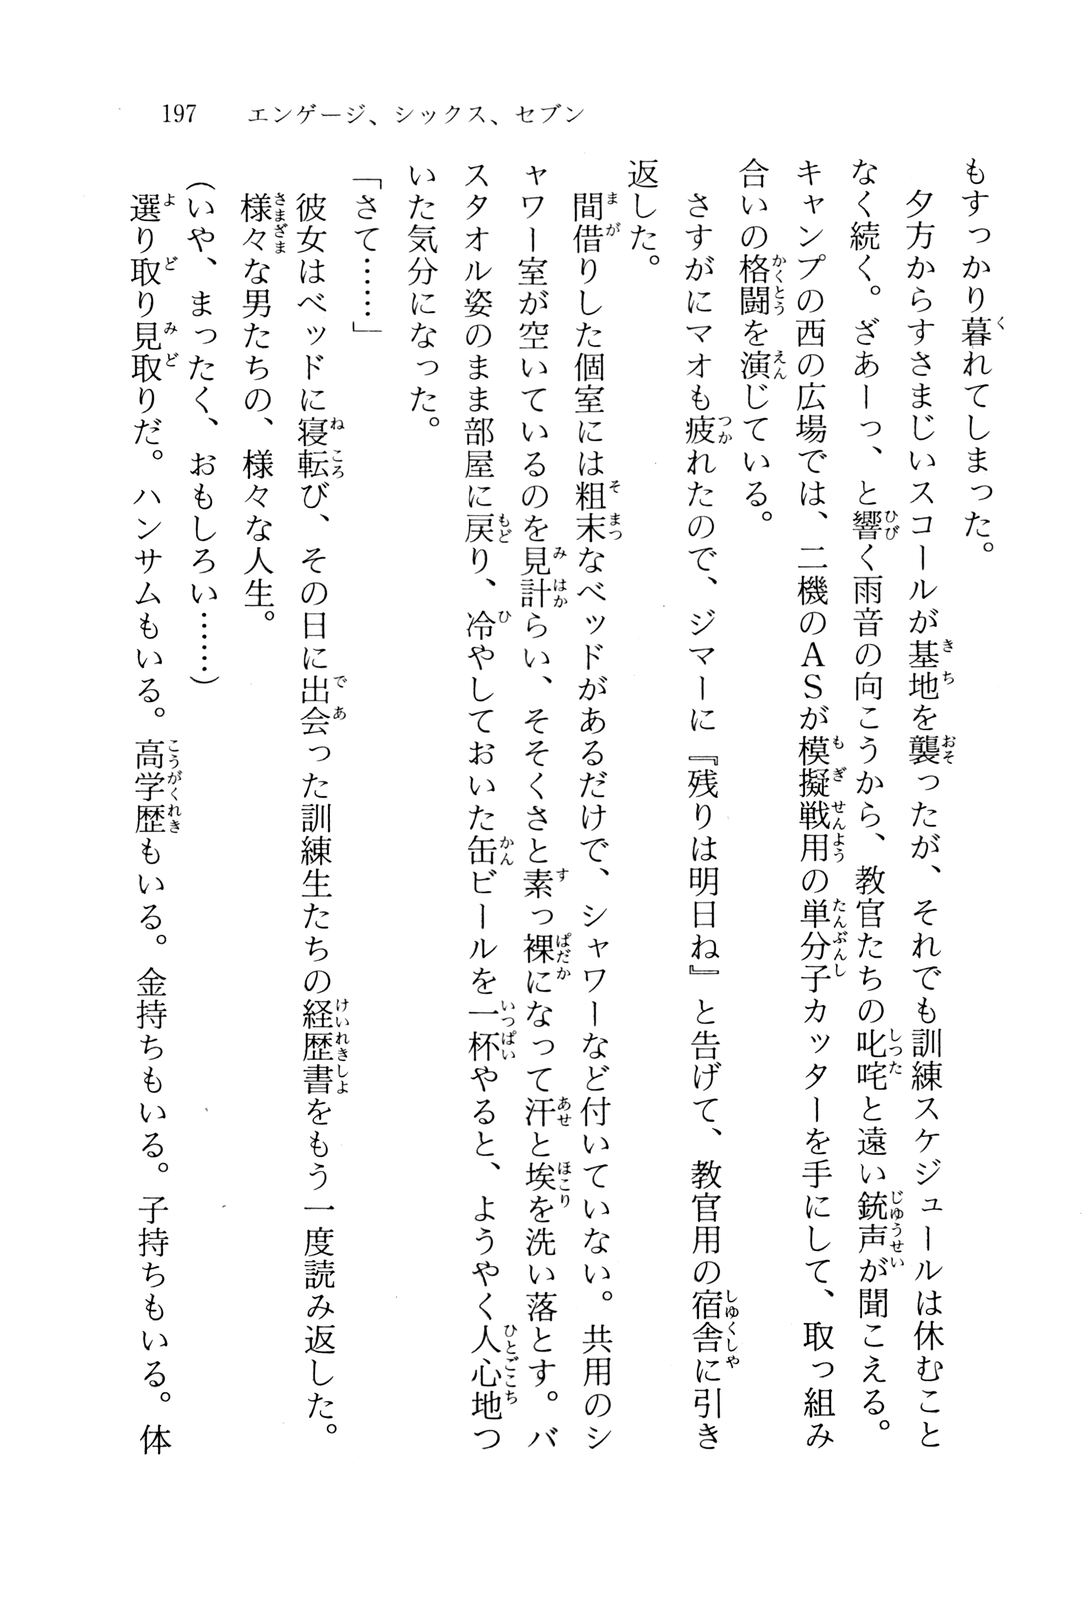 197 エンゲージ、シックス、セブン
もすっかり暮れてしまった。
夕方からすさまじいスコールが基地を襲ったが、それでも訓練スケジュールは休むこと
なく続く。ざあーっ、と響く雨音の向こうから、教官たちの叱咤と遠い銃声が聞こえる。
キャンプの西の広場では、二機のASが模擬戦用の単分子カッターを手にして、取っ組み
合いの格闘を演じている。
さすがにマオも疲れたので、ジマーに『残りは明日ね』と告げて、教官用の宿舎に引き
返した。
間借りした個室には粗末なベッドがあるだけで、シャワーなど付いていない。共用のシ
ャワー室が空いているのを見計らい、そそくさと素っ裸になって汗と埃を洗い落とす。バ
スタオル姿のまま部屋に戻り、冷やしておいた缶ビールを一杯やると、ようやく人心地つ
いた気分になった。
「さて……」
彼女はベッドに寝転び、その日に出会った訓練生たちの経歴書をもう一度読み返した。
様々な男たちの、様々な人生。
(いや、まったく、おもしろい……)
選り取り見取りだ。ハンサムもいる。高学歴もいる。金持ちもいる。子持ちもいる。体